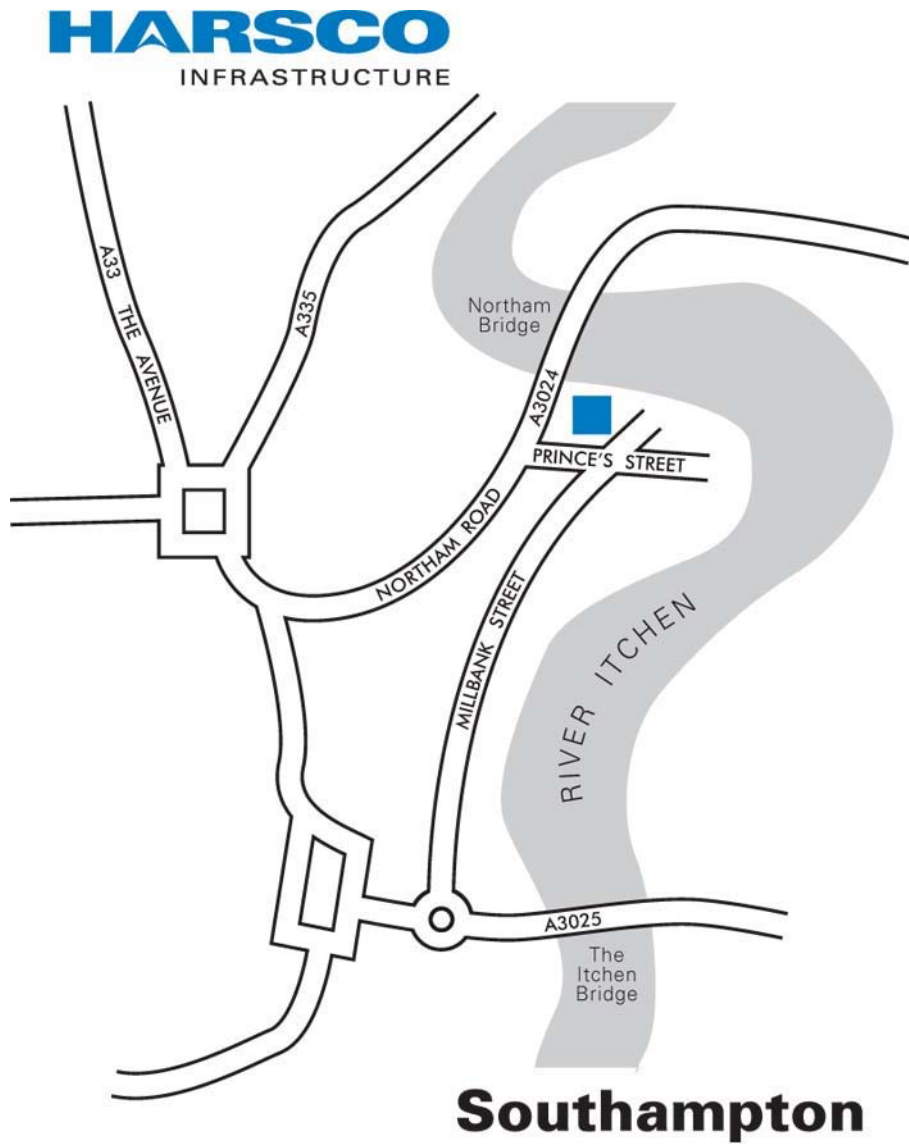 HARSCO
INFRASTRUCTURE
A33 THE AVENUE
A335
Northam
Bridge
A3024
PRINCE'S STREET
NORTHAM ROAD
MILLBANK STREET
RIVER ITCHEN
A3025
The
Itchen
Bridge
Southampton